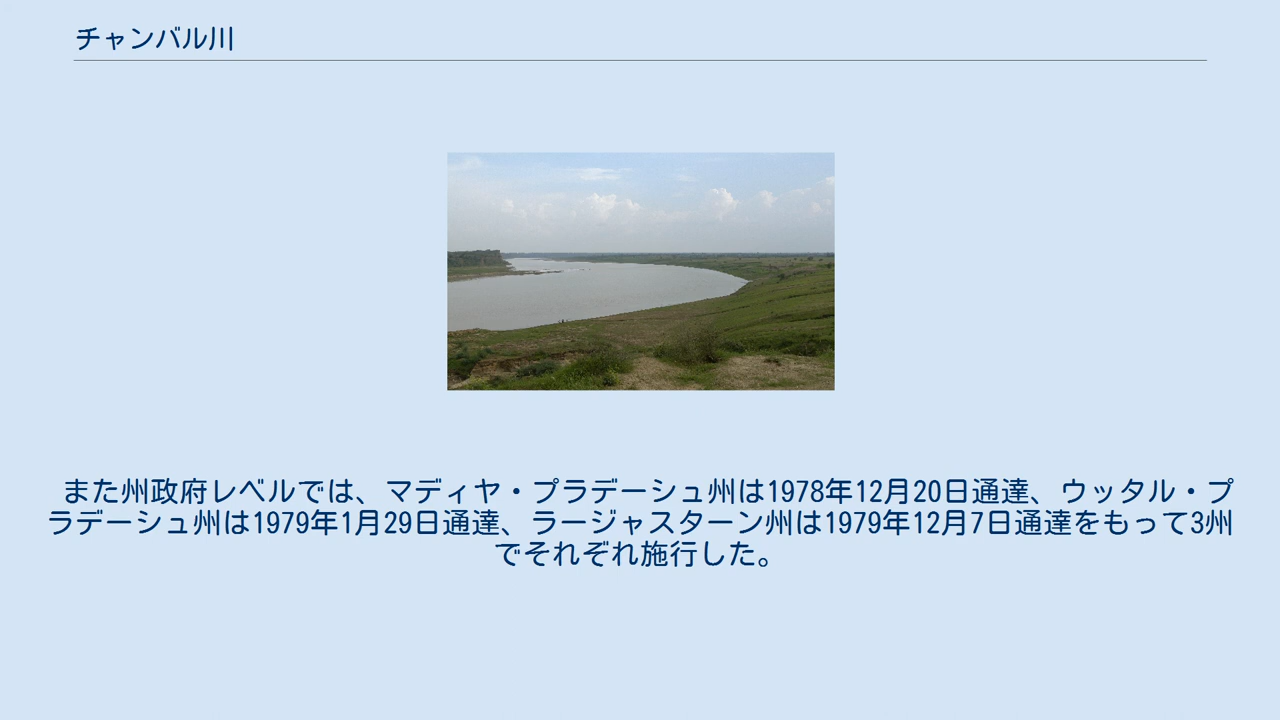 チャンバル川
また州政府レベルでは、マディヤ・プラデーシュ州は1978年12月20日通達、ウッタル・プ
ラデーシュ州は1979年1月29日通達、ラージャスターン州は1979年12月7日通達をもって3州
でそれぞれ施行した。